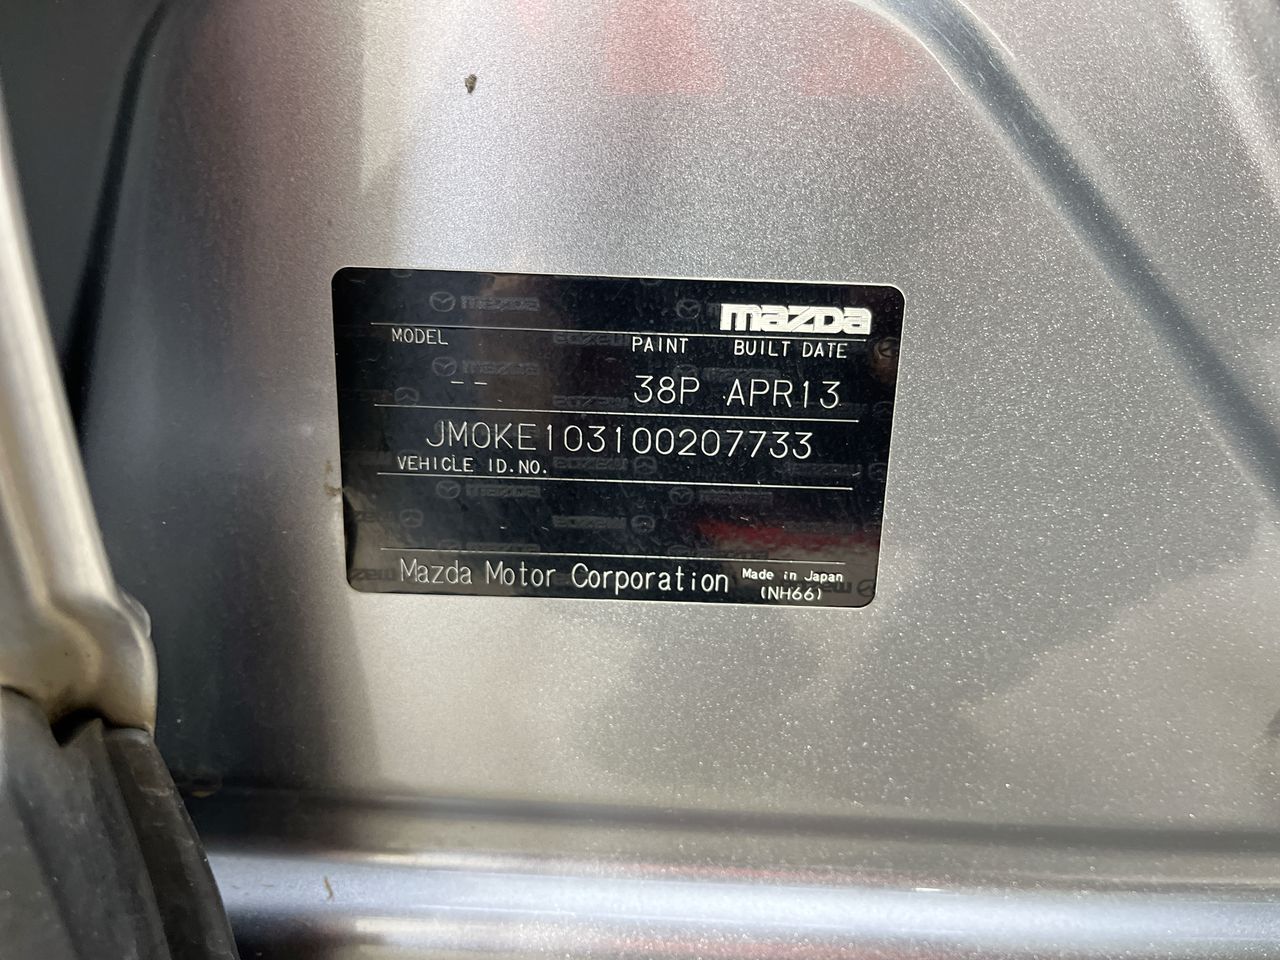 mazda
MODEL PAINT BUILT DATE
-- 38P APR13
JM0KE103100207733
VEHICLE ID.NO.
Mazda Motor Corporation Made in Japan
(NH66)